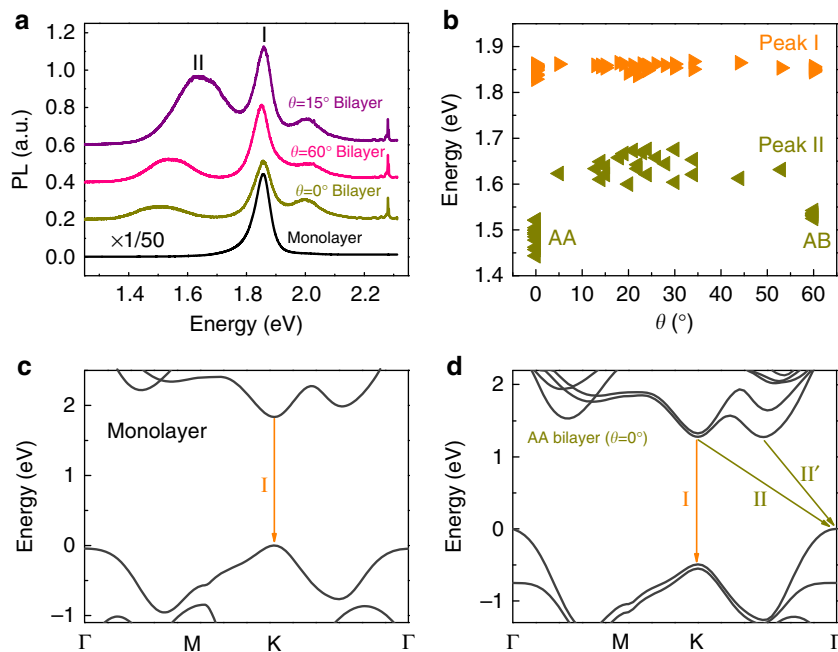 a
PL (a.u.)
1.2
1.0
0.8
0.6
0.4
0.2
0.0
II
I
θ=15° Bilayer
θ=60° Bilayer
θ=0° Bilayer
×1/50
Monolayer
1.4
1.6
1.8
2.0
2.2
Energy (eV)
b
Energy (eV)
1.9
1.8
1.7
1.6
1.5
1.4
Peak I
Peak II
AA
AB
0
10
20
30
40
50
60
θ (°)
c
Energy (eV)
2
1
0
−1
Monolayer
I
Γ
M
K
Γ
d
Energy (eV)
2
1
0
−1
AA bilayer (θ=0°)
I
II
II′
Γ
M
K